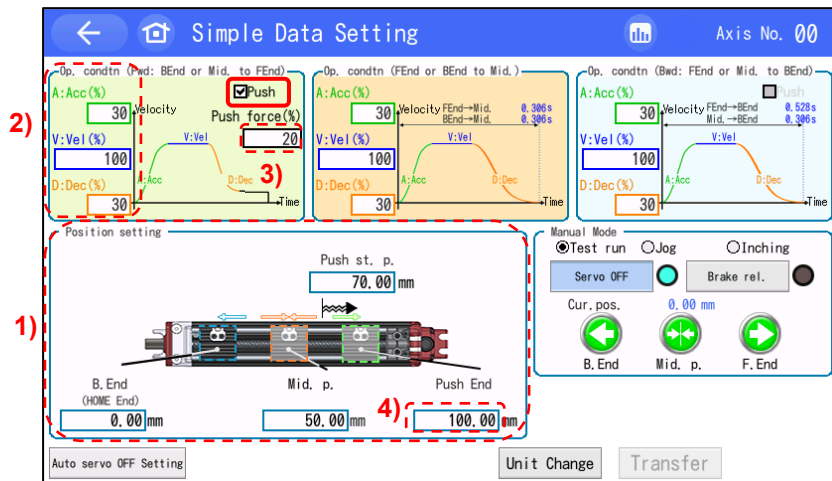 Simple Data Setting
Axis No. 00
Op. condtn (Fwd: BEnd or Mid. to FEnd)
A:Acc(%)
30
Push
Velocity
Push force(%)
20
V:Vel(%)
100
V:Vel
D:Dec(%)
30
A:Acc
D:Dec
Time
2)
3)
Op. condtn (FEnd or BEnd to Mid.)
A:Acc(%)
30
Velocity
FEnd→Mid. 0.306s
BEnd→Mid. 0.306s
V:Vel(%)
100
V:Vel
D:Dec(%)
30
A:Acc
D:Dec
Time
Op. condtn (Bwd: FEnd or Mid. to BEnd)
A:Acc(%)
30
Push
Velocity
FEnd→BEnd 0.528s
Mid.→BEnd 0.306s
V:Vel(%)
100
V:Vel
D:Dec(%)
30
A:Acc
D:Dec
Time
1)
Position setting
Push st. p.
70.00 mm
B.End
(HOME End)
0.00 mm
Mid. p.
50.00 mm
Push End
4)
100.00 mm
Manual Mode
Test run Jog Inching
Servo OFF
Brake rel.
Cur.pos. 0.00 mm
B.End Mid. p. F.End
Auto servo OFF Setting
Unit Change
Transfer